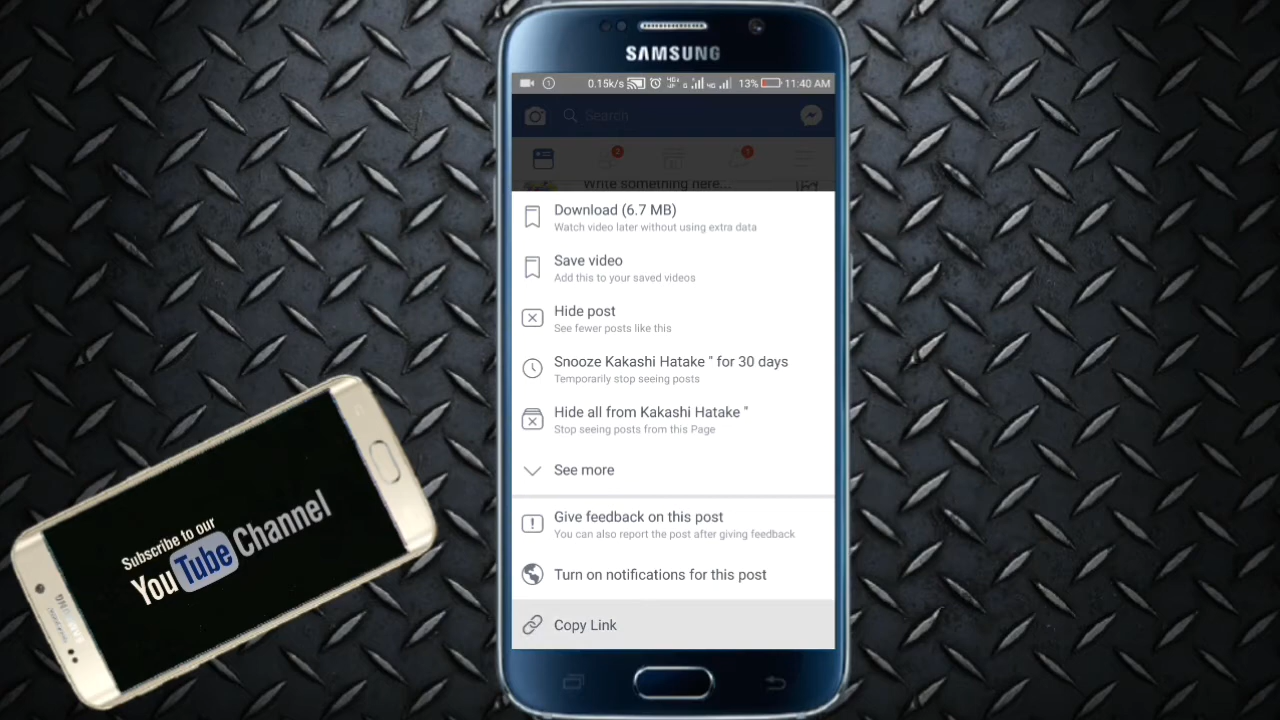 SAMSUNG
0.15k/s 13% 11:40 AM
Search
2
1
Write something here...
Download (6.7 MB)
Watch video later without using extra data
Save video
Add this to your saved videos
Hide post
See fewer posts like this
Snooze Kakashi Hatake " for 30 days
Temporarily stop seeing posts
Hide all from Kakashi Hatake "
Stop seeing posts from this Page
See more
Give feedback on this post
You can also report the post after giving feedback
Turn on notifications for this post
Copy Link
Subscribe to our
YouTube Channel
SAMSUNG